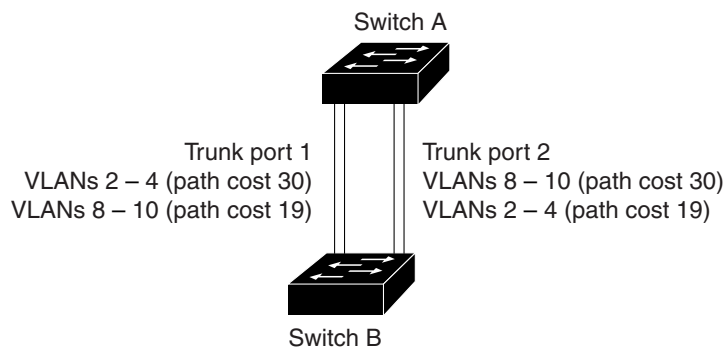 Switch A
Trunk port 1
VLANs 2 – 4 (path cost 30)
VLANs 8 – 10 (path cost 19)
Trunk port 2
VLANs 8 – 10 (path cost 30)
VLANs 2 – 4 (path cost 19)
Switch B